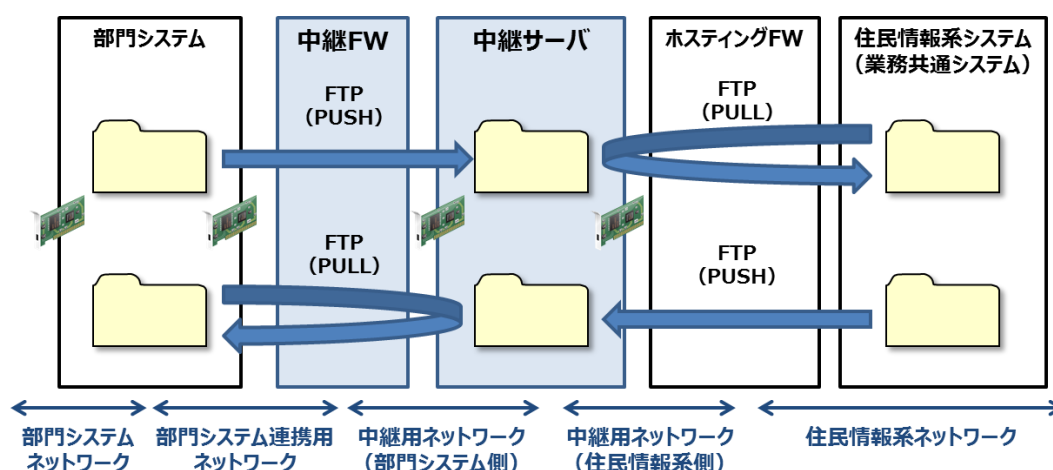 部門システム
中継FW
中継サーバ
ホスティングFW
住民情報系システム
（業務共通システム）
FTP
（PUSH）
FTP
（PULL）
FTP
（PULL）
FTP
（PUSH）
部門システム
ネットワーク
部門システム連携用
ネットワーク
中継用ネットワーク
（部門システム側）
中継用ネットワーク
（住民情報系側）
住民情報系ネットワーク